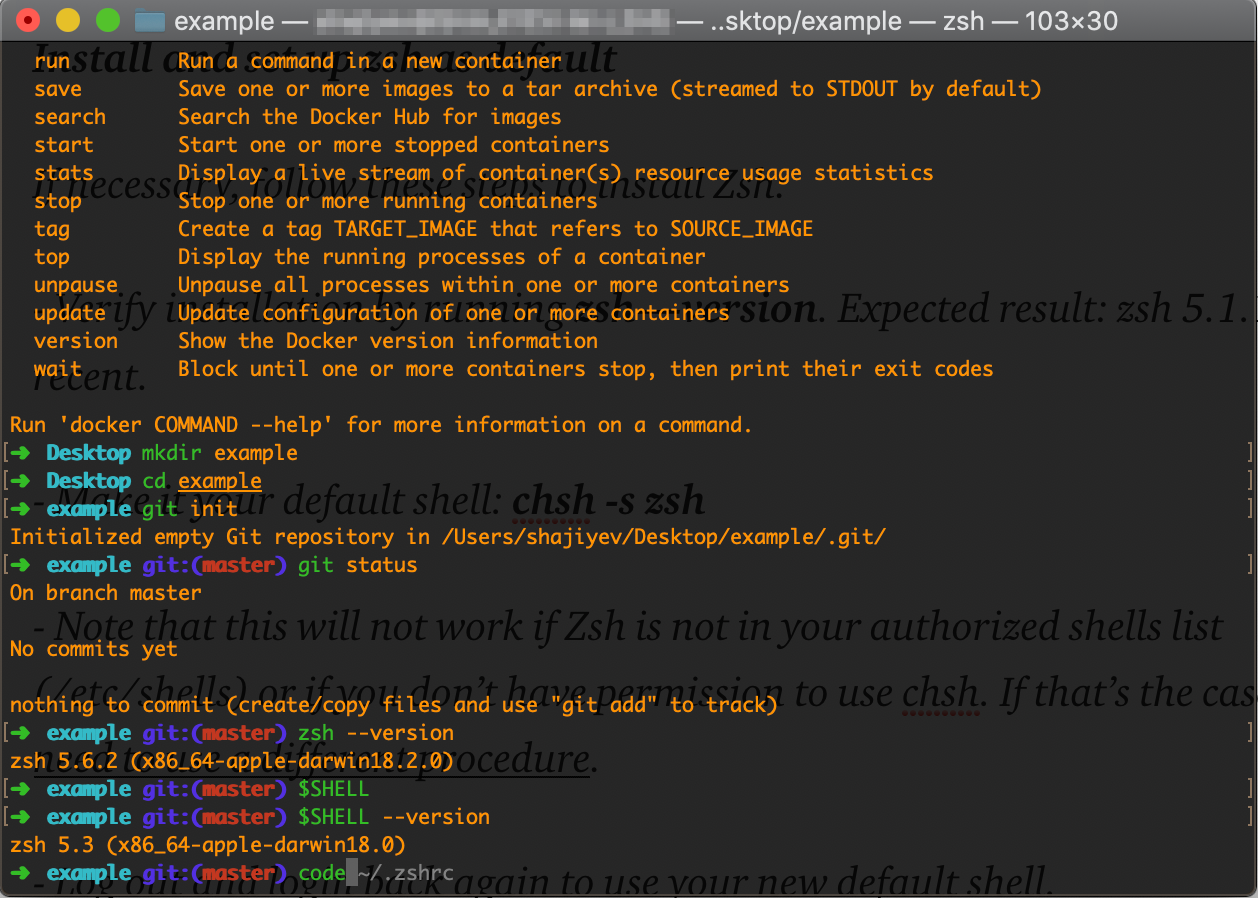 example — — ..sktop/example — zsh — 103×30
Install and set up zsh as default
run Run a command in a new container
save Save one or more images to a tar archive (streamed to STDOUT by default)
search Search the Docker Hub for images
start Start one or more stopped containers
stats Display a live stream of container(s) resource usage statistics
If necessary, follow these steps to install Zsh:
stop Stop one or more running containers
tag Create a tag TARGET_IMAGE that refers to SOURCE_IMAGE
top Display the running processes of a container
unpause Unpause all processes within one or more containers
Verify installation by running zsh --version. Expected result: zsh 5.1.
update Update configuration of one or more containers
version Show the Docker version information
wait Block until one or more containers stop, then print their exit codes
recent.
Run 'docker COMMAND --help' for more information on a command.
[➜ Desktop mkdir example ]
[➜ Desktop cd example ]
- Make it your default shell: chsh -s zsh
[➜ example git init ]
Initialized empty Git repository in /Users/shajiyev/Desktop/example/.git/
[➜ example git:(master) git status ]
On branch master
- Note that this will not work if Zsh is not in your authorized shells list
No commits yet
(/etc/shells) or if you don’t have permission to use chsh. If that’s the cas
nothing to commit (create/copy files and use "git add" to track)
[➜ example git:(master) zsh --version ]
zsh 5.6.2 (x86_64-apple-darwin18.2.0)
need to use a different procedure.
[➜ example git:(master) $SHELL ]
[➜ example git:(master) $SHELL --version ]
zsh 5.3 (x86_64-apple-darwin18.0)
➜ example git:(master) code ~/.zshrc
- Log out and login back again to use your new default shell.